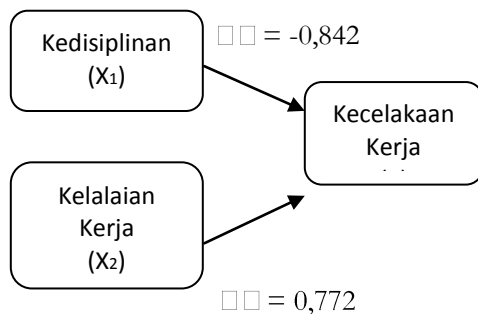 Kedisiplinan
(X1)
□□ = -0,842
Kecelakaan
Kerja
Kelalaian
Kerja
(X2)
□□ = 0,772